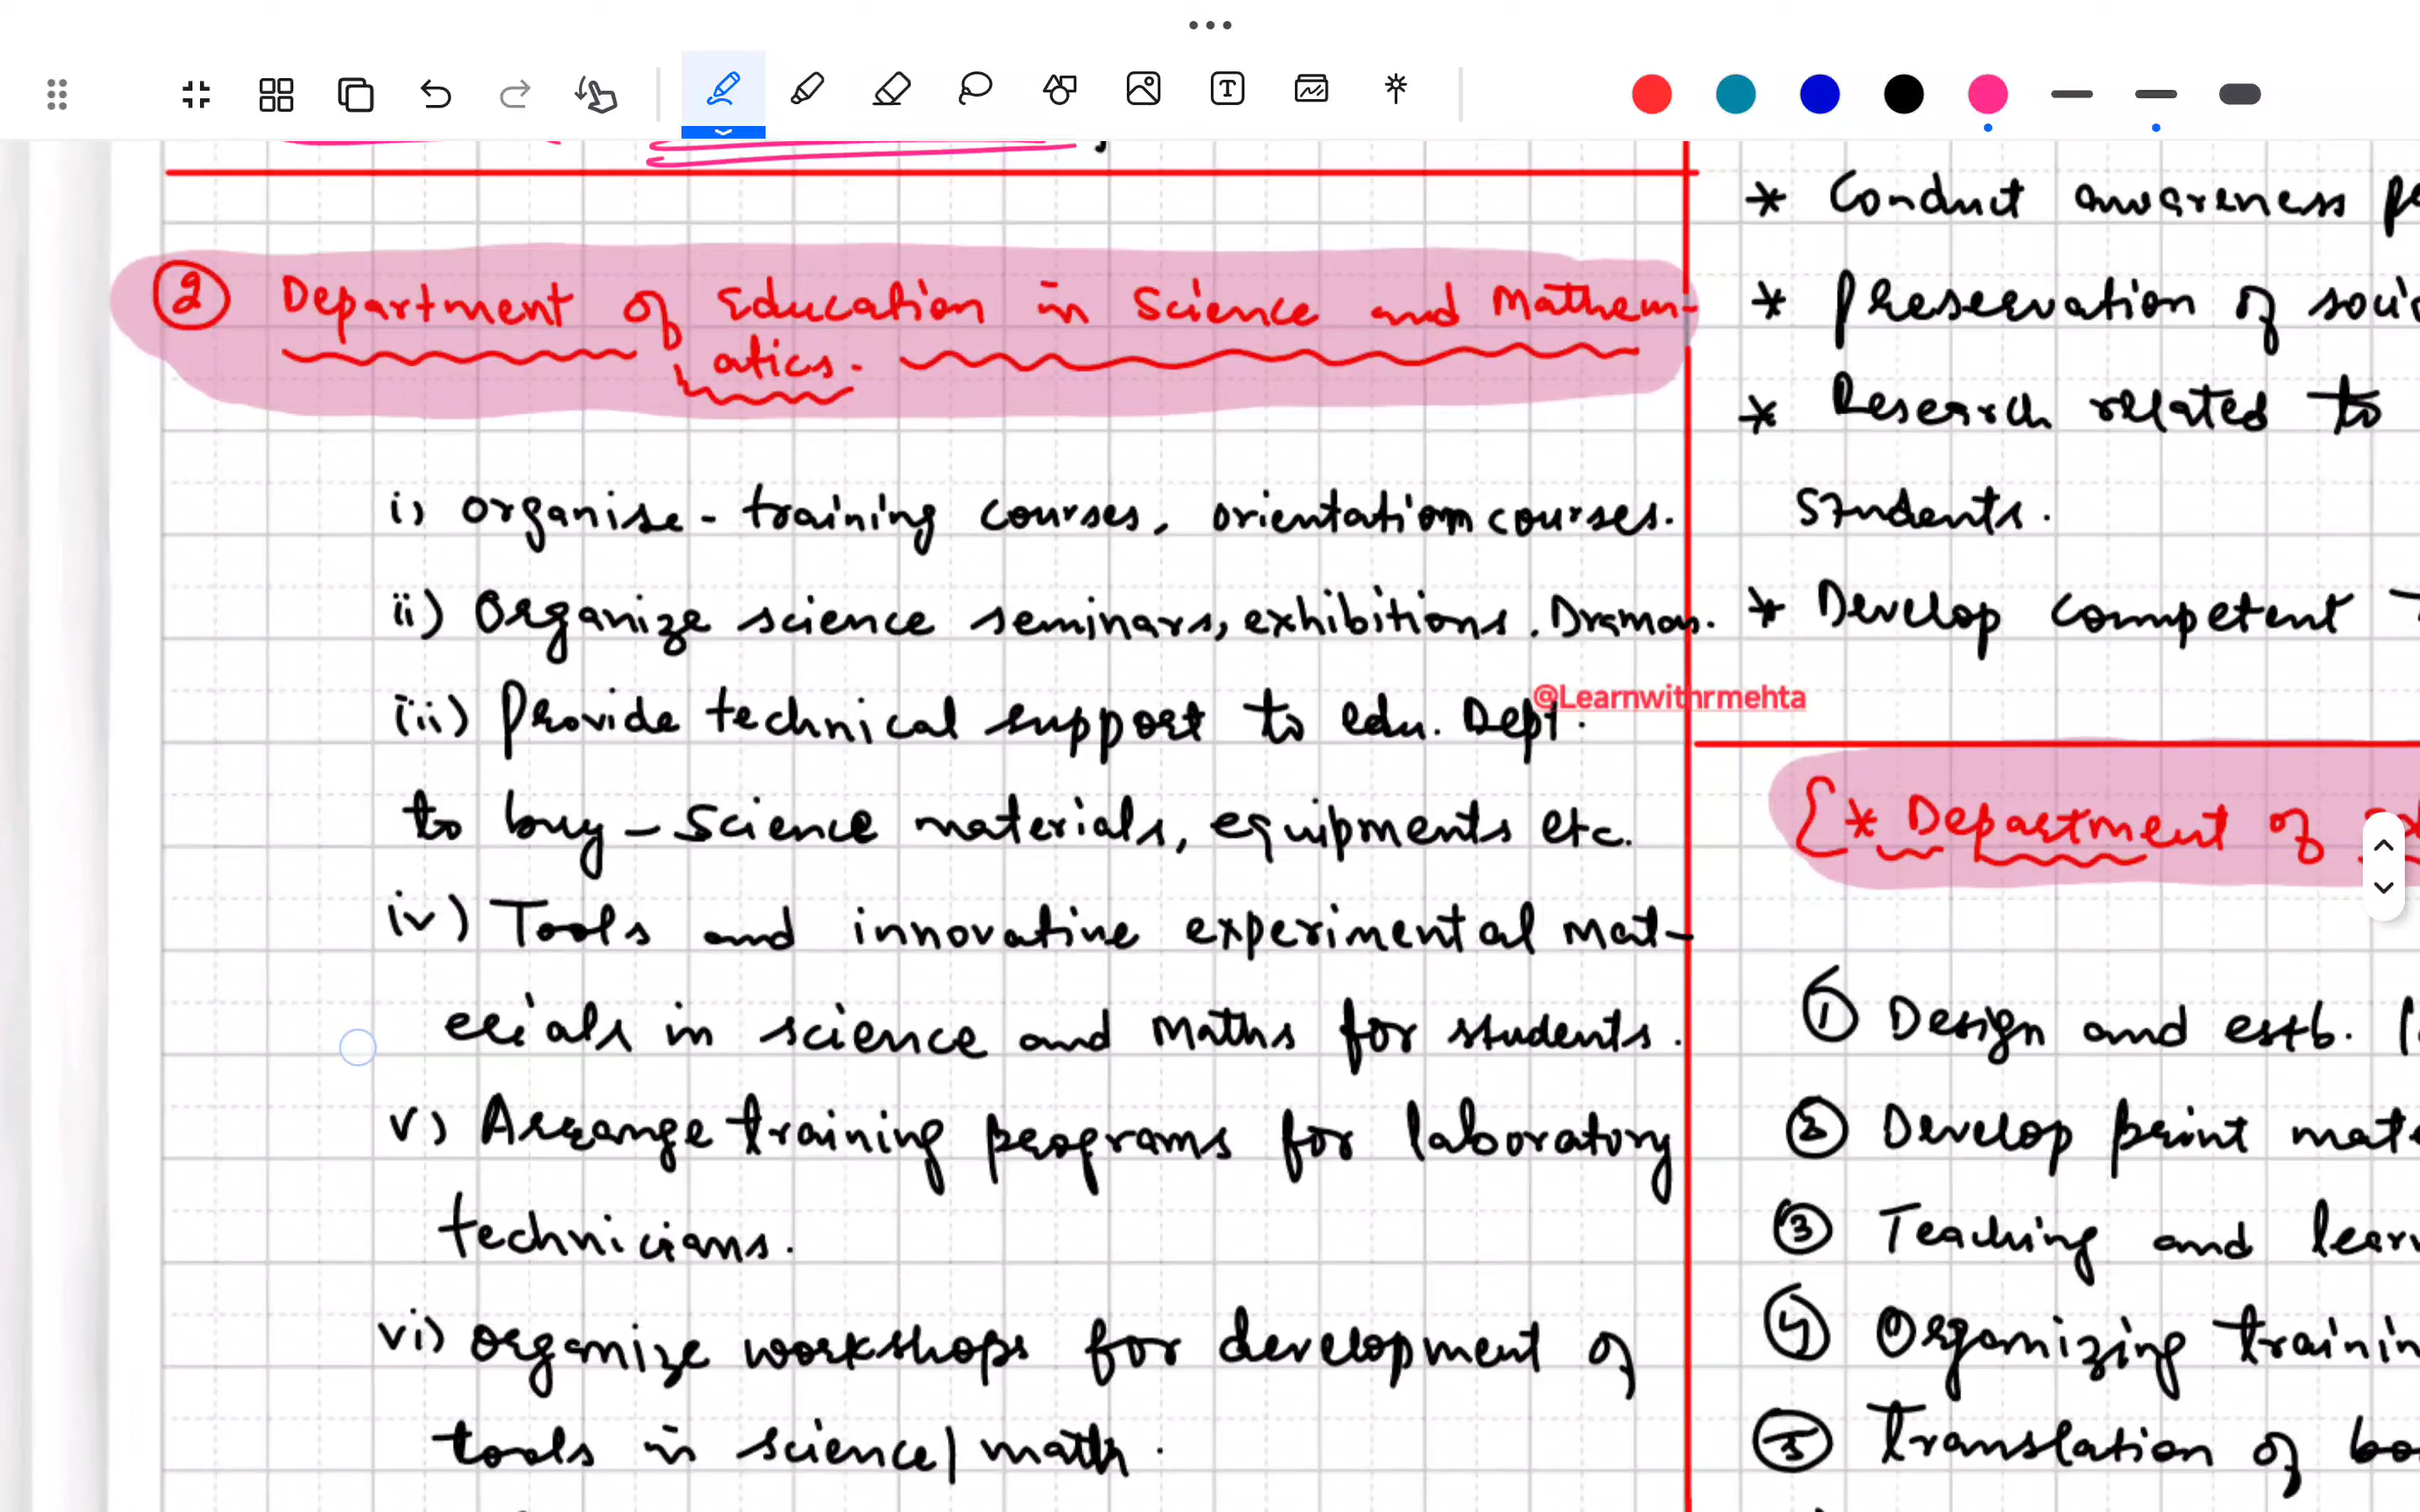 ② Department of Education in Science and Mathem-
atics.
i) organise - training courses, orientation courses.
ii) Organize science seminars, exhibitions. Dramas.
iii) Provide technical support to edu. Dept.
to buy - Science materials, equipments etc.
iv) Tools and innovative experimental mat-
erials in science and Maths for students.
v) Arrange training programs for laboratory
technicians.
vi) organize workshops for development of
tools in science/math.
@Learnwithrmehta
* Conduct awareness
* Preservation of
* Research related to
students.
* Develop competent
{* Department of
① Design and estb.
② Develop print
③ Teaching and
④ Organizing
⑤ Translation of